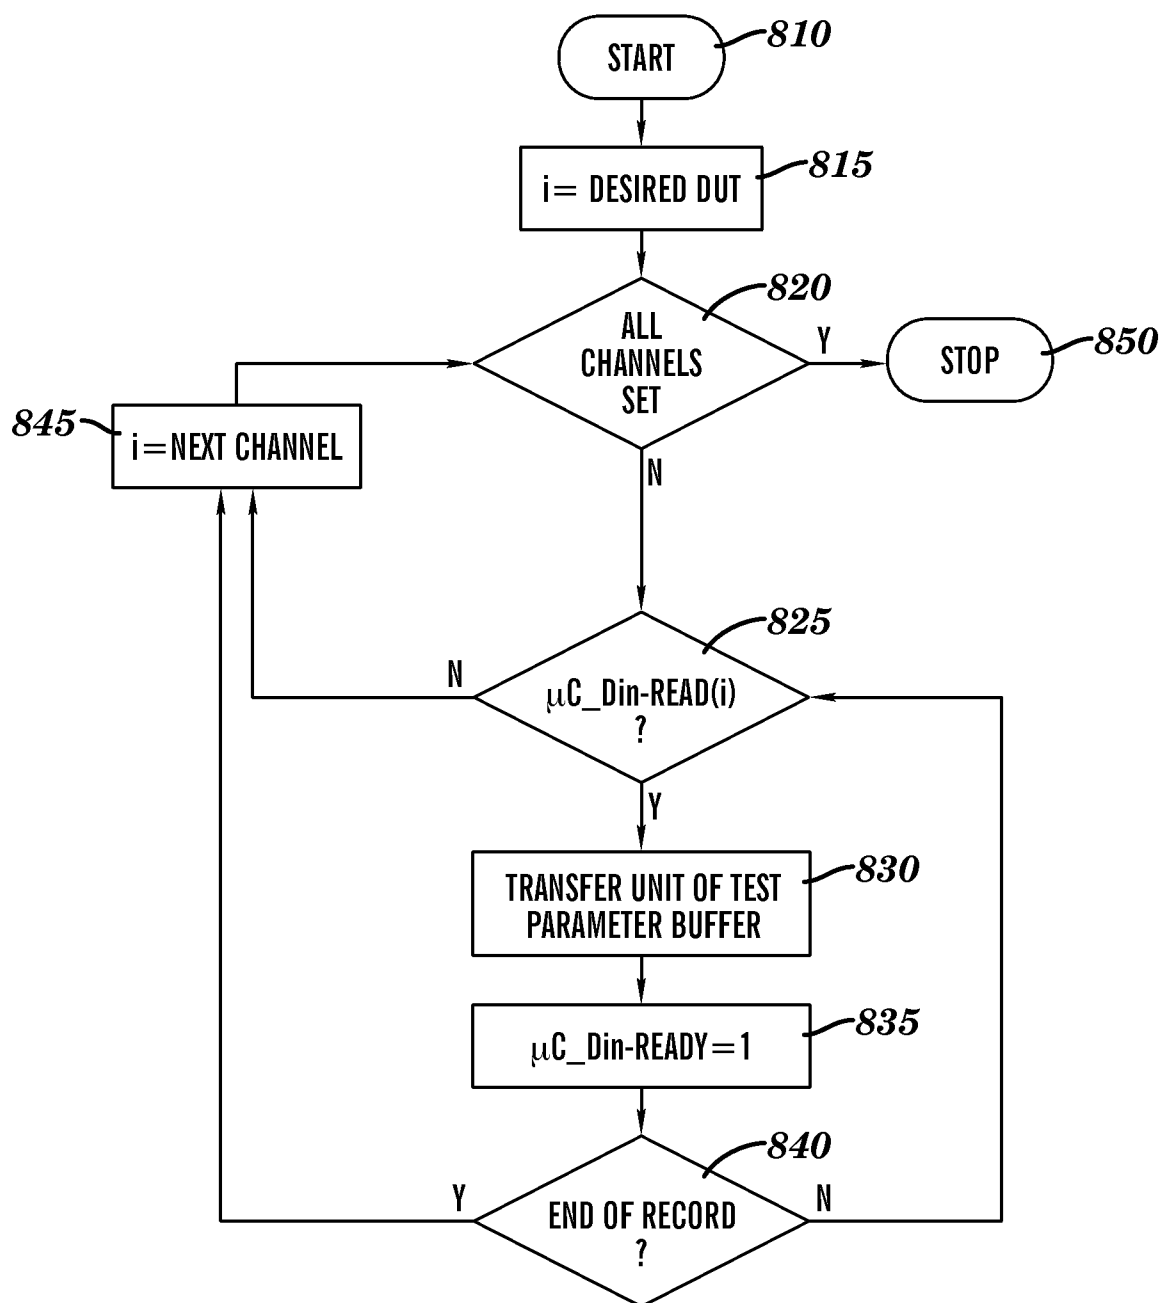 START
810
i= DESIRED DUT
815
ALL
CHANNELS
SET
820
Y
STOP
850
845
i=NEXT CHANNEL
N
μC_Din-READ(i)
?
825
N
Y
TRANSFER UNIT OF TEST
PARAMETER BUFFER
830
μC_Din-READY=1
835
END OF RECORD
?
840
Y
N